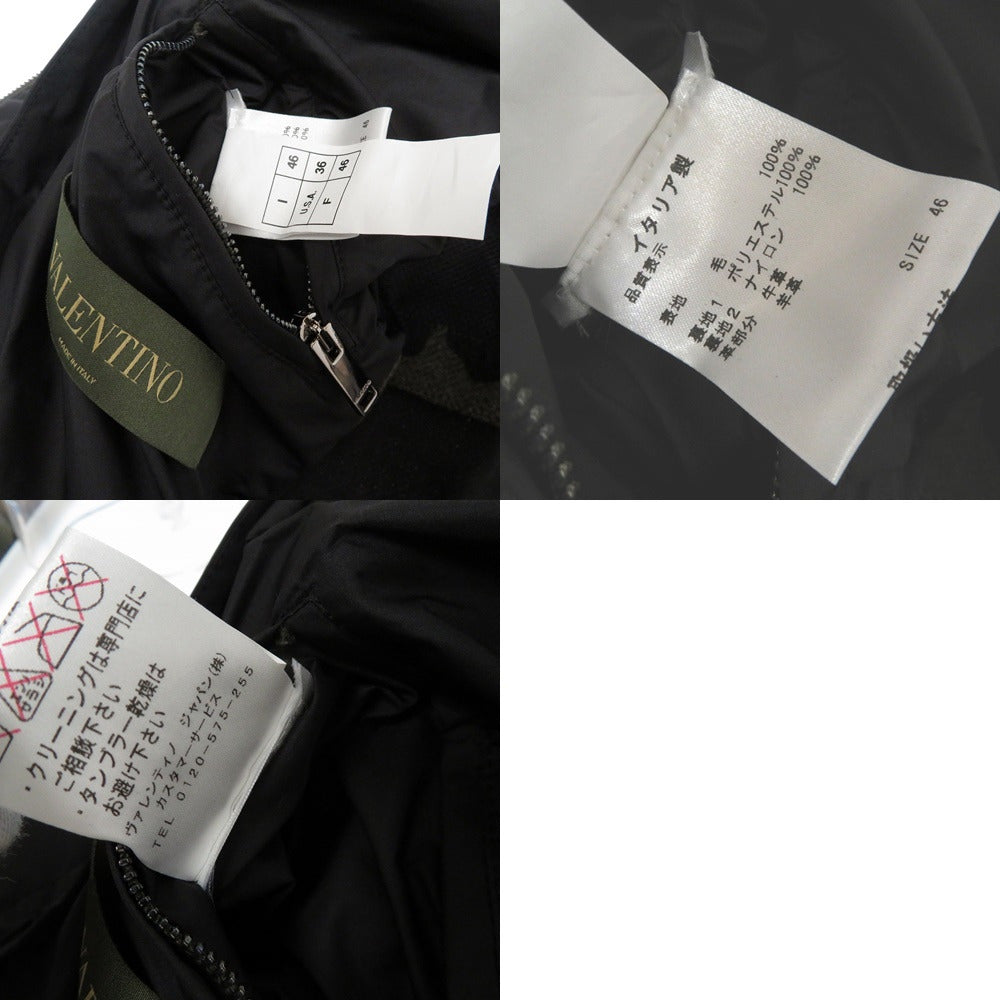 I 46
U.S.A. 36
F 46
VALENTINO
MADE IN ITALY
イタリア製
品質表示
表地 毛 100%
裏地1 ポリエステル100%
裏地2 ナイロン 100%
革部分 牛革
羊革
SIZE 46
・クリーニングは専門店に
ご相談下さい
・タンブラー乾燥は
お避け下さい
ヴァレンティノ ジャパン(株)
カスタマーサービス
TEL 0120-575-255